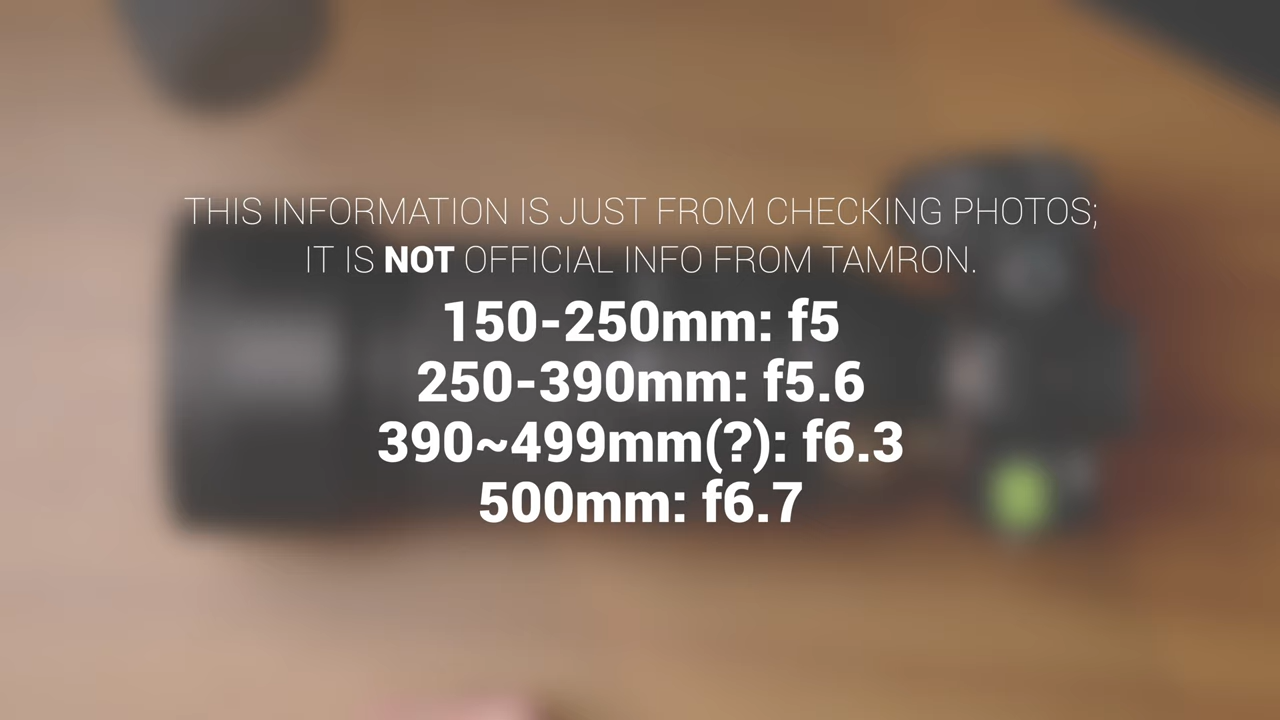 THIS INFORMATION IS JUST FROM CHECKING PHOTOS;
IT IS NOT OFFICIAL INFO FROM TAMRON.
150-250mm: f5
250-390mm: f5.6
390~499mm(?): f6.3
500mm: f6.7